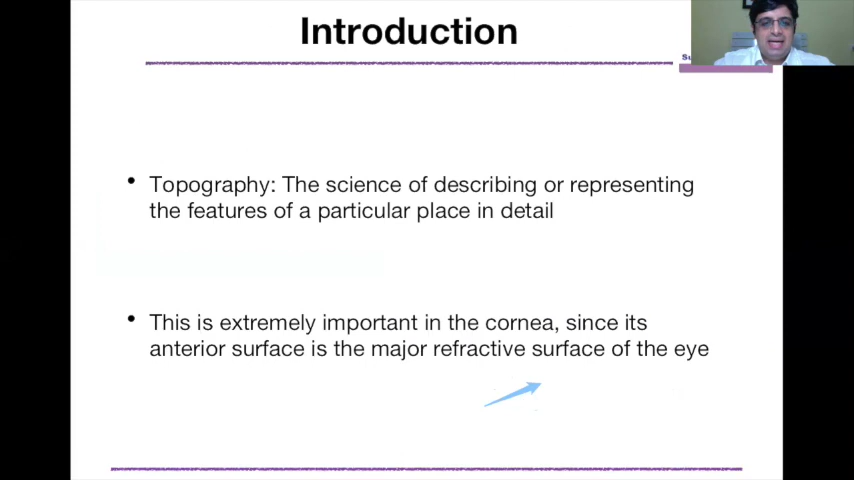 Introduction
• Topography: The science of describing or representing
the features of a particular place in detail
• This is extremely important in the cornea, since its
anterior surface is the major refractive surface of the eye